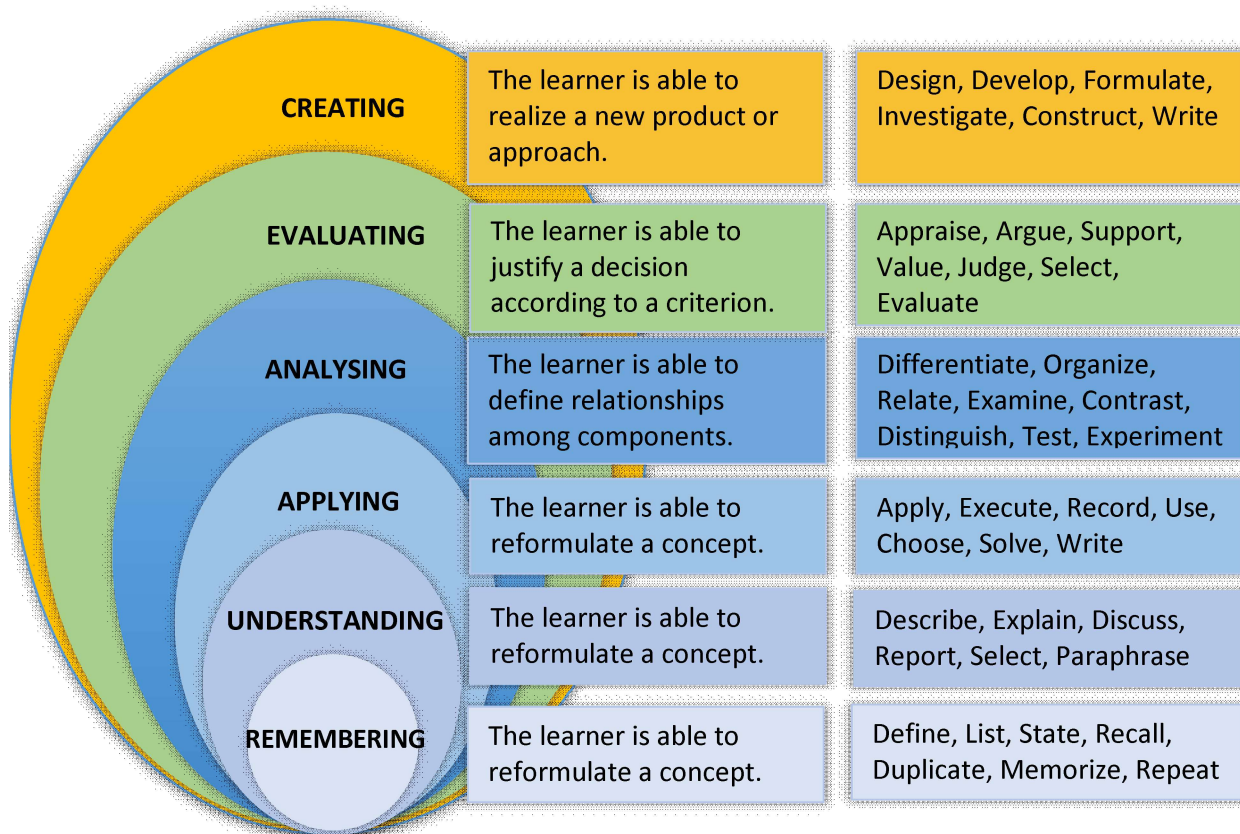 CREATING
The learner is able to
realize a new product or
approach.
Design, Develop, Formulate,
Investigate, Construct, Write
EVALUATING
The learner is able to
justify a decision
according to a criterion.
Appraise, Argue, Support,
Value, Judge, Select,
Evaluate
ANALYSING
The learner is able to
define relationships
among components.
Differentiate, Organize,
Relate, Examine, Contrast,
Distinguish, Test, Experiment
APPLYING
The learner is able to
reformulate a concept.
Apply, Execute, Record, Use,
Choose, Solve, Write
UNDERSTANDING
The learner is able to
reformulate a concept.
Describe, Explain, Discuss,
Report, Select, Paraphrase
REMEMBERING
The learner is able to
reformulate a concept.
Define, List, State, Recall,
Duplicate, Memorize, Repeat